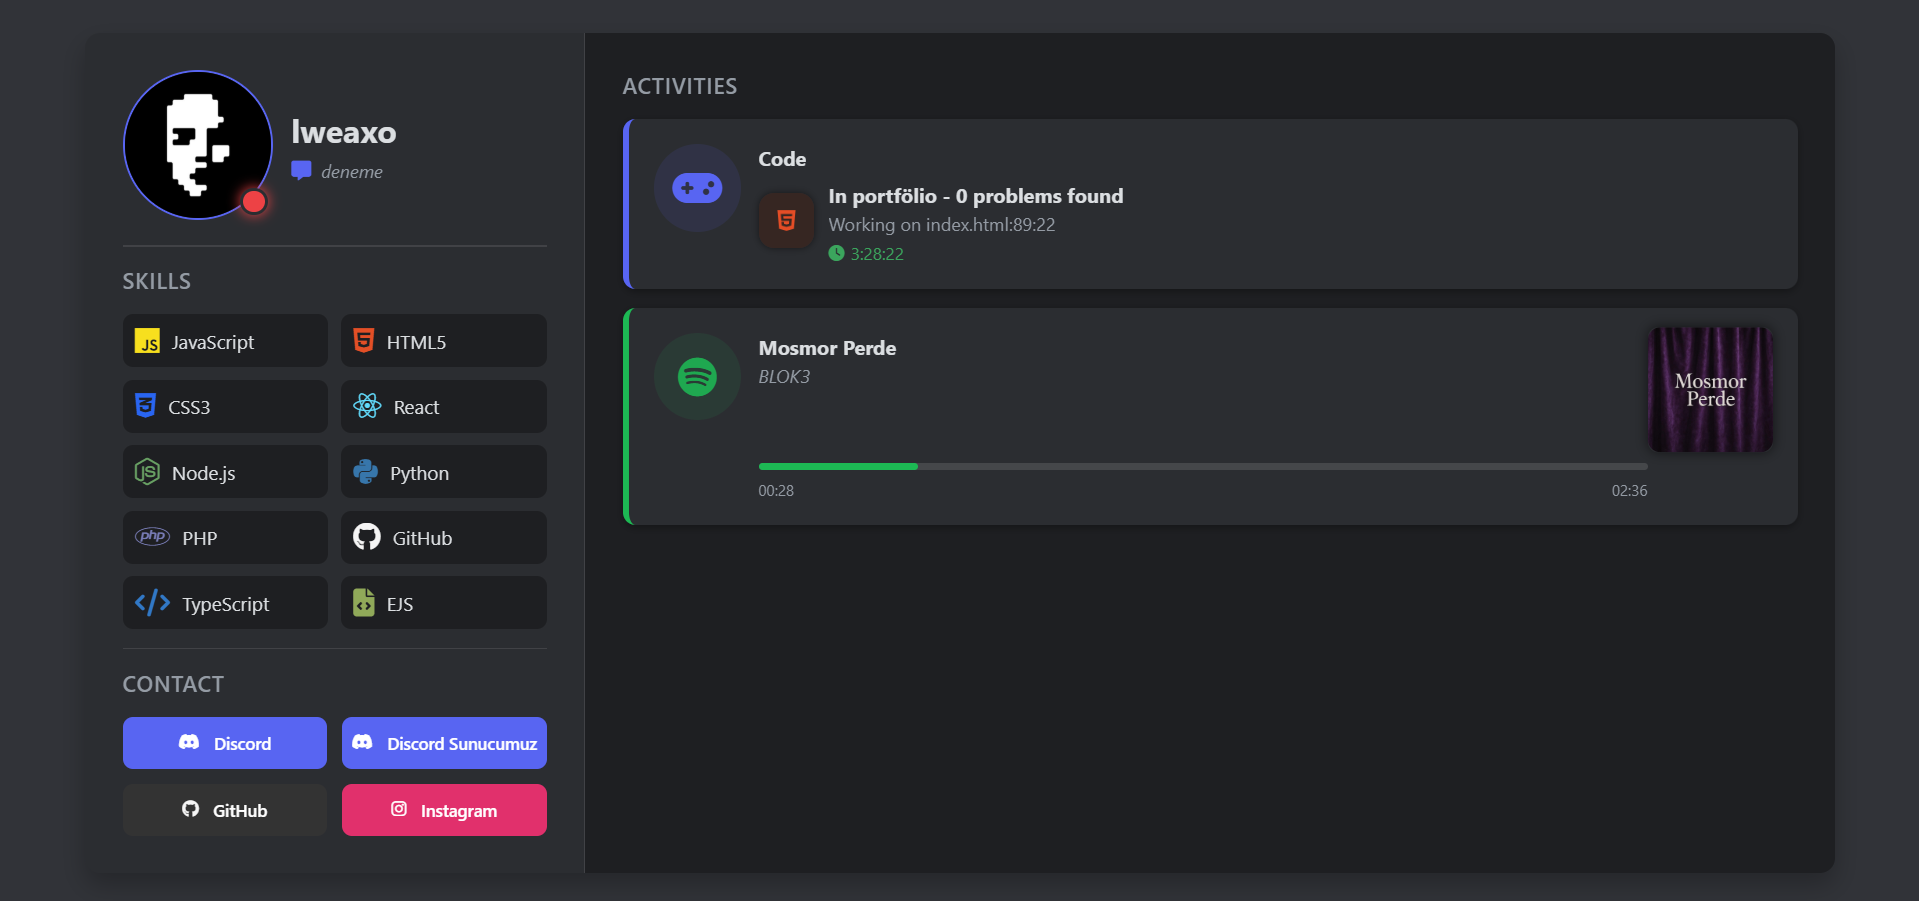 lweaxo
deneme
SKILLS
JS JavaScript
HTML5
CSS3
React
JS Node.js
Python
php PHP
GitHub
TypeScript
EJS
CONTACT
Discord
Discord Sunucumuz
GitHub
Instagram
ACTIVITIES
Code
In portfölio - 0 problems found
Working on index.html:89:22
3:28:22
Mosmor Perde
BLOK3
Mosmor
Perde
00:28
02:36